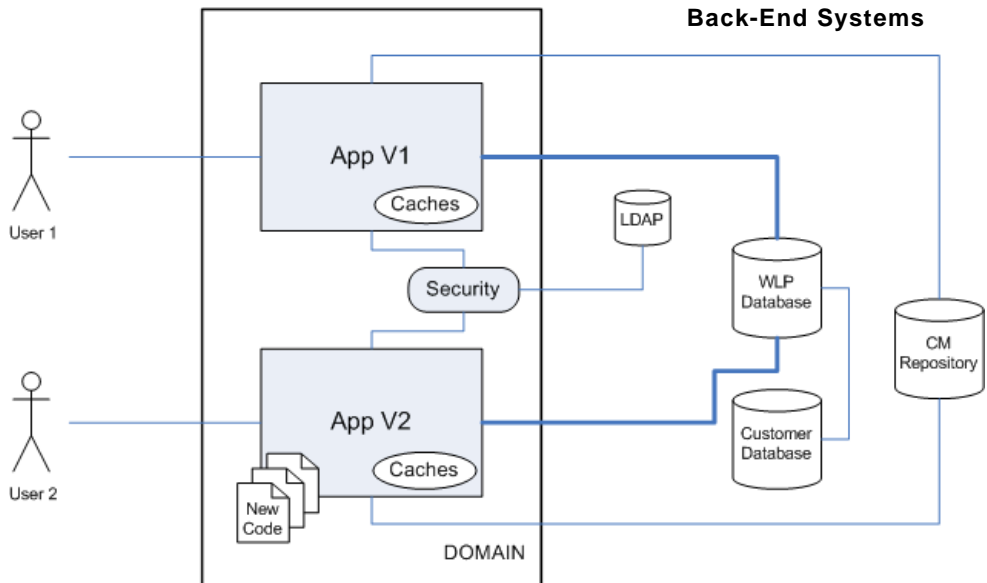 Back-End Systems
App V1
Caches
User 1
LDAP
Security
WLP
Database
CM
Repository
App V2
Caches
User 2
New
Code
Customer
Database
DOMAIN